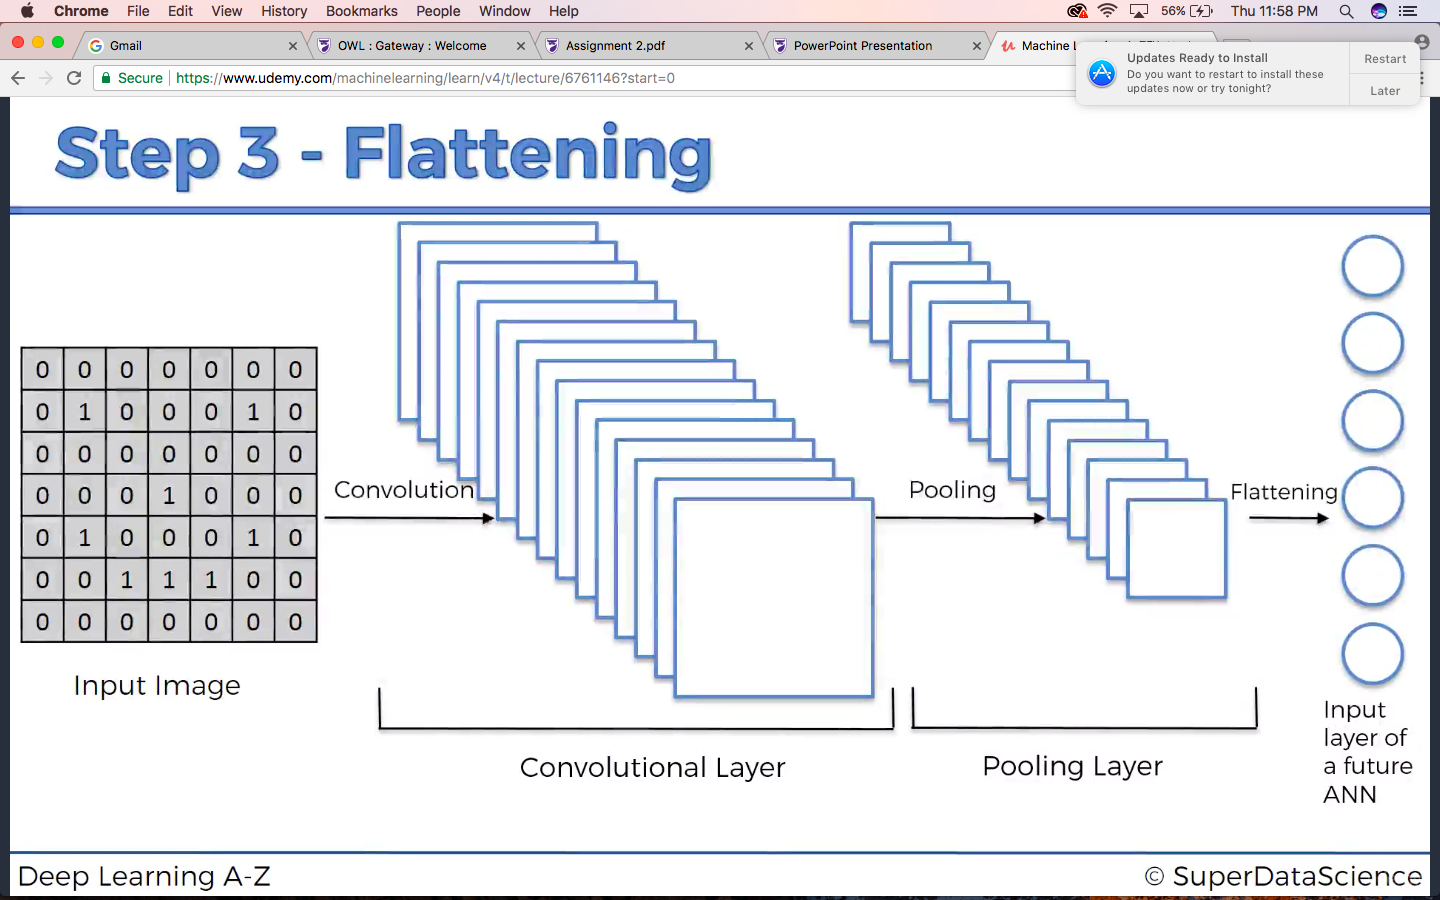 Chrome File Edit View History Bookmarks People Window Help 56% Thu 11:58 PM
Gmail
OWL : Gateway : Welcome
Assignment 2.pdf
PowerPoint Presentation
Secure https://www.udemy.com/machinelearning/learn/v4/t/lecture/6761146?start=0
Updates Ready to Install
Do you want to restart to install these
updates now or try tonight?
Restart
Later
Step 3 - Flattening
0 0 0 0 0 0 0
0 1 0 0 0 1 0
0 0 0 0 0 0 0
0 0 0 1 0 0 0
0 1 0 0 0 1 0
0 0 1 1 1 0 0
0 0 0 0 0 0 0
Input Image
Convolution
Pooling
Flattening
Convolutional Layer
Pooling Layer
Input
layer of
a future
ANN
Deep Learning A-Z
© SuperDataScience